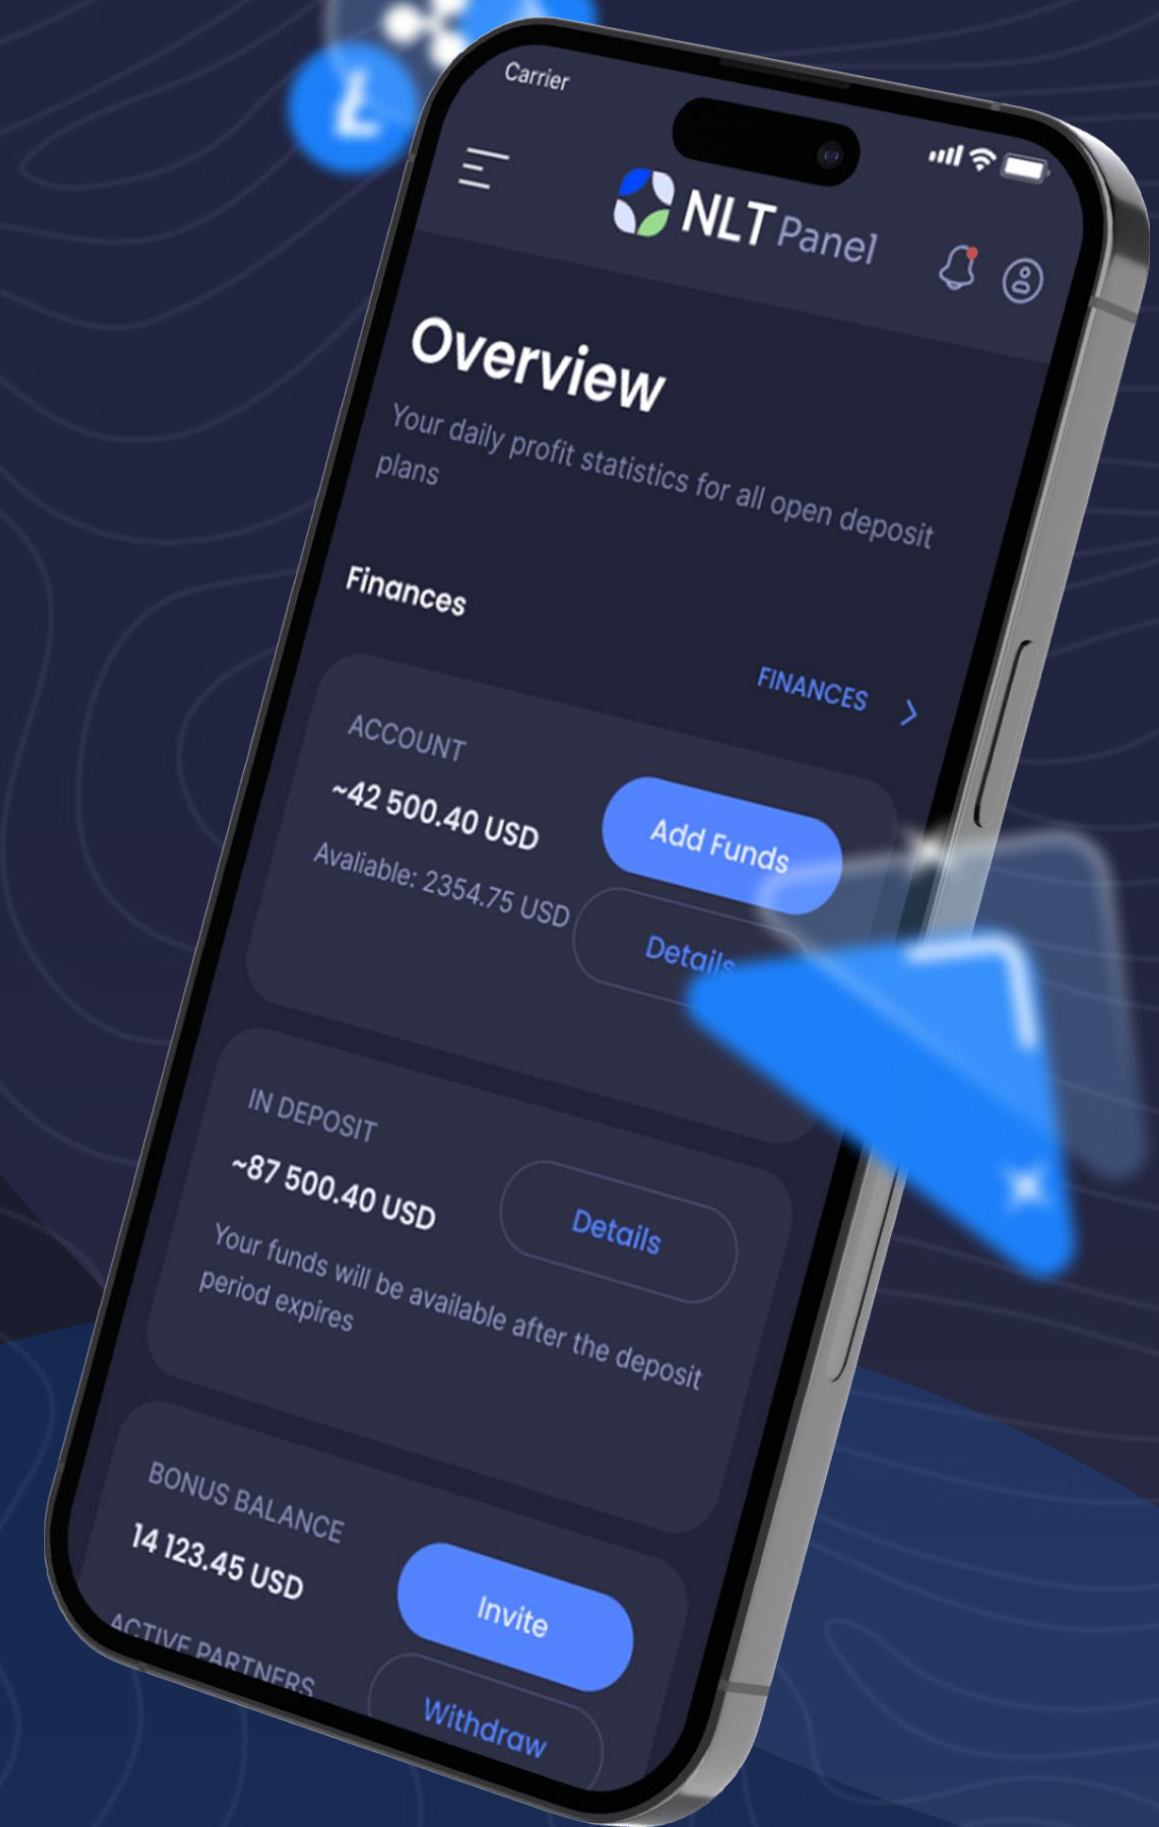 Carrier
NLT Panel
Overview
Your daily profit statistics for all open deposit
plans
Finances
FINANCES
ACCOUNT
~42 500.40 USD
Add Funds
Avaliable: 2354.75 USD
Details
IN DEPOSIT
~87 500.40 USD
Details
Your funds will be available after the deposit
period expires
BONUS BALANCE
14 123.45 USD
Invite
ACTIVE PARTNERS
Withdraw